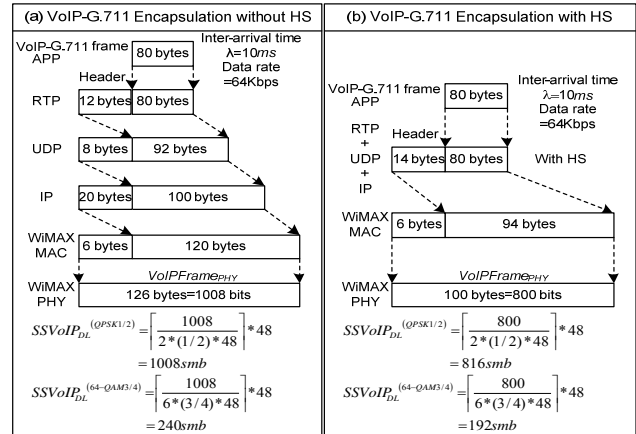 (a) VoIP-G.711 Encapsulation without HS
VoIP-G.711 frame
APP
80 bytes
Inter-arrival time
λ=10ms
Data rate
=64Kbps
Header
RTP
12 bytes 80 bytes
UDP
8 bytes 92 bytes
IP
20 bytes 100 bytes
WiMAX
MAC
6 bytes 120 bytes
VoIPFrame_PHY
WiMAX
PHY
126 bytes=1008 bits
SSVoIP_DL^(QPSK1/2) = ⌈1008 / 2*(1/2)*48⌉*48
=1008smb
SSVoIP_DL^(64-QAM3/4) = ⌈1008 / 6*(3/4)*48⌉*48
=240smb
(b) VoIP-G.711 Encapsulation with HS
VoIP-G.711 frame
APP
80 bytes
Inter-arrival time
λ=10ms
Data rate
=64Kbps
RTP
+
UDP
+
IP
Header
14 bytes 80 bytes
With HS
WiMAX
MAC
6 bytes 94 bytes
VoIPFrame_PHY
WiMAX
PHY
100 bytes=800 bits
SSVoIP_DL^(QPSK1/2) = ⌈800 / 2*(1/2)*48⌉*48
=816smb
SSVoIP_DL^(64-QAM3/4) = ⌈800 / 6*(3/4)*48⌉*48
=192smb